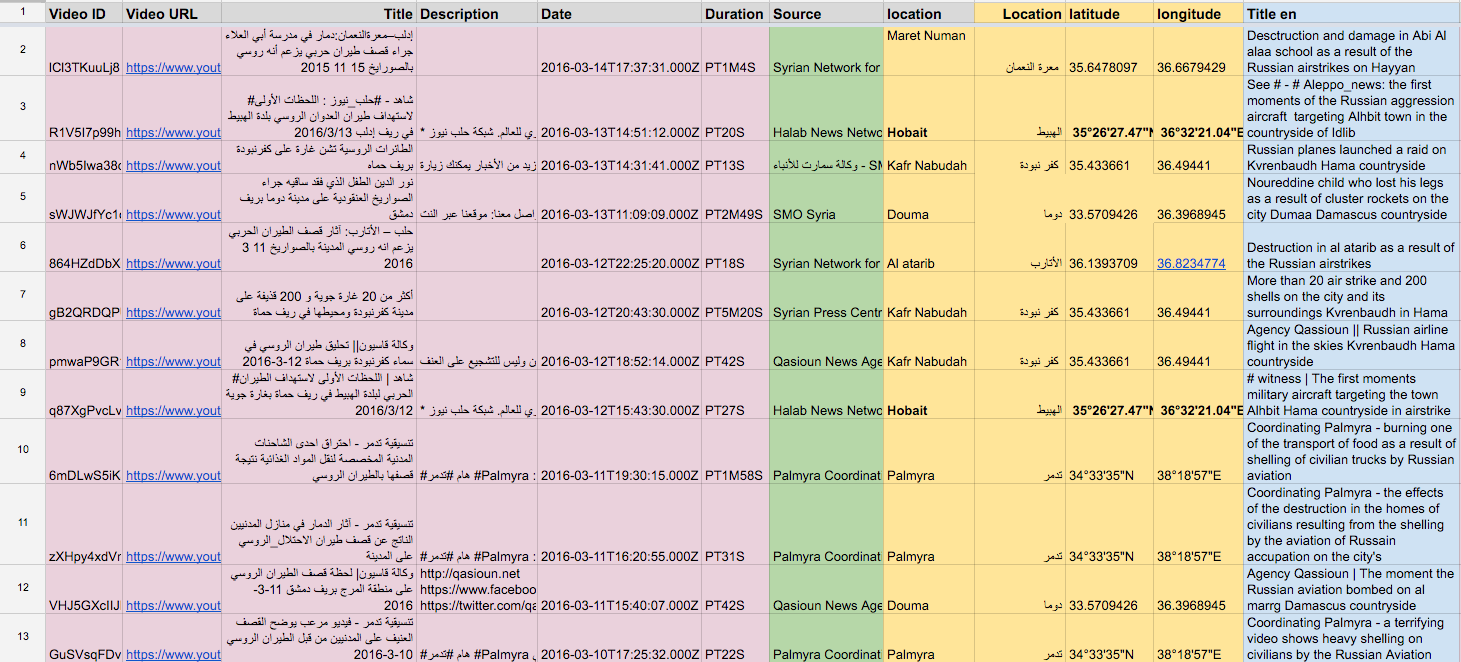 1 Video ID Video URL Title Description Date Duration Source location Location latitude longitude Title en
2
إدلب–معرةالنعمان:دمار في مدرسة أبي العلاء
جراء قصف طيران حربي يزعم أنه روسي
بالصورايخ 15 11 2015
lCl3TKuuLj8 https://www.yout 2016-03-14T17:37:31.000Z PT1M4S Syrian Network for Maret Numan معرة النعمان 35.6478097 36.6679429
Desctruction and damage in Abi Al
alaa school as a result of the
Russian airstrikes on Hayyan
3
شاهد - #حلب_نيوز : اللحظات الأولى#
لاستهداف طيران العدوان الروسي بلدة الهبيط
في ريف إدلب 2016/3/13
R1V5I7p99h https://www.yout ري للعالم. شبكة حلب نيوز * 2016-03-13T14:51:12.000Z PT20S Halab News Netwo Hobait الهبيط 35°26'27.47"N 36°32'21.04"E
See # - # Aleppo_news: the first
moments of the Russian aggression
aircraft targeting Alhbit town in the
countryside of Idlib
4
الطائرات الروسية تشن غارة على كفرنبودة
بريف حماه
nWb5Iwa38c https://www.yout زيد من الأخبار يمكنك زيارة 2016-03-13T14:31:41.000Z PT13S وكالة سمارت للأنباء - SM Kafr Nabudah كفر نبودة 35.433661 36.49441
Russian planes launched a raid on
Kvrenbaudh Hama countryside
5
نور الدين الطفل الذي فقد ساقيه جراء
الصواريخ العنقودية على مدينة دوما بريف
دمشق
sWJWJfYc1 https://www.yout اصل معنا: موقعنا عبر النت 2016-03-13T11:09:09.000Z PT2M49S SMO Syria Douma دوما 33.5709426 36.3968945
Noureddine child who lost his legs
as a result of cluster rockets on the
city Dumaa Damascus countryside
6
حلب – الأتارب: آثار قصف الطيران الحربي
يزعم انه روسي المدينة بالصواريخ 11 3
2016
864HZdDbX https://www.yout 2016-03-12T22:25:20.000Z PT18S Syrian Network for Al atarib الأتارب 36.1393709 36.8234774
Destruction in al atarib as a result of
the Russian airstrikes
7
أكثر من 20 غارة جوية و 200 قذيفة على
مدينة كفرنبودة ومحيطها في ريف حماة
gB2QRDQP https://www.yout 2016-03-12T20:43:30.000Z PT5M20S Syrian Press Centr Kafr Nabudah كفر نبودة 35.433661 36.49441
More than 20 air strike and 200
shells on the city and its
surroundings Kvrenbaudh in Hama
8
وكالة قاسيون|| تحليق طيران الروسي في
سماء كفرنبودة بريف حماة 12-3-2016
pmwaP9GR https://www.yout ن وليس للتشجيع على العنف 2016-03-12T18:52:14.000Z PT42S Qasioun News Age Kafr Nabudah كفر نبودة 35.433661 36.49441
Agency Qassioun || Russian airline
flight in the skies Kvrenbaudh Hama
countryside
9
شاهد | اللحظات الأولى لاستهداف الطيران#
الحربي لبلدة الهبيط في ريف حماة بغارة جوية
2016/3/12
q87XgPvcLv https://www.yout ري للعالم. شبكة حلب نيوز * 2016-03-12T15:43:30.000Z PT27S Halab News Netwo Hobait الهبيط 35°26'27.47"N 36°32'21.04"E
# witness | The first moments
military aircraft targeting the town
Alhbit Hama countryside in airstrike
10
تنسيقية تدمر - احتراق احدى الشاحنات
المدنية المخصصة لنقل المواد الغذائية نتيجة
قصفها بالطيران الروسي
6mDLwS5iK https://www.yout هام #تدمر# #Palmyra : 2016-03-11T19:30:15.000Z PT1M58S Palmyra Coordinat Palmyra تدمر 34°33'35"N 38°18'57"E
Coordinating Palmyra - burning one
of the transport of food as a result of
shelling of civilian trucks by Russian
aviation
11
تنسيقية تدمر - آثار الدمار في منازل المدنيين
الناتج عن قصف طيران الاحتلال_الروسي
على المدينة
zXHpy4xdVr https://www.yout هام #تدمر# #Palmyra : 2016-03-11T16:20:55.000Z PT31S Palmyra Coordinat Palmyra تدمر 34°33'35"N 38°18'57"E
Coordinating Palmyra - the effects
of the destruction in the homes of
civilians resulting from the shelling
by the aviation of Russain
accupation on the city's
12
وكالة قاسيون| لحظة قصف الطيران الروسي
على منطقة المرج بريف دمشق 11-3-
2016
http://qasioun.net
https://www.faceboo
https://twitter.com/qa
VHJ5GXcIIJ https://www.yout 2016-03-11T15:40:07.000Z PT42S Qasioun News Age Douma دوما 33.5709426 36.3968945
Agency Qassioun | The moment the
Russian aviation bombed on al
marrg Damascus countryside
13
تنسيقية تدمر - فيديو مرعب يوضح القصف
العنيف على المدنيين من قبل الطيران الروسي
10-3-2016
GuSVsqFDv https://www.yout هام #تدمر# #Palmyra 2016-03-10T17:25:32.000Z PT22S Palmyra Coordinat Palmyra تدمر 34°33'35"N 38°18'57"E
Coordinating Palmyra - a terrifying
video shows heavy shelling on
civilians by the Russian Aviation